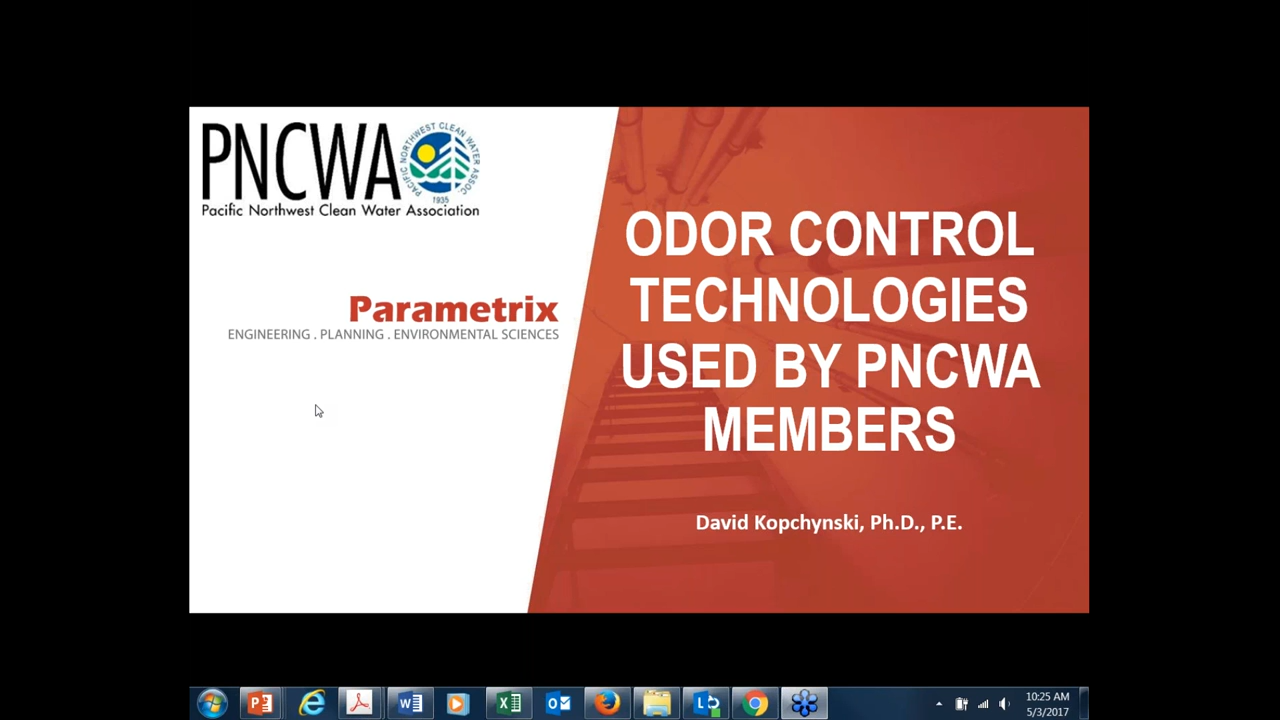 PNCWA
PACIFIC NORTHWEST CLEAN WATER ASSOC.
1935
Pacific Northwest Clean Water Association
Parametrix
ENGINEERING . PLANNING . ENVIRONMENTAL SCIENCES
ODOR CONTROL
TECHNOLOGIES
USED BY PNCWA
MEMBERS
David Kopchynski, Ph.D., P.E.
10:25 AM
5/3/2017